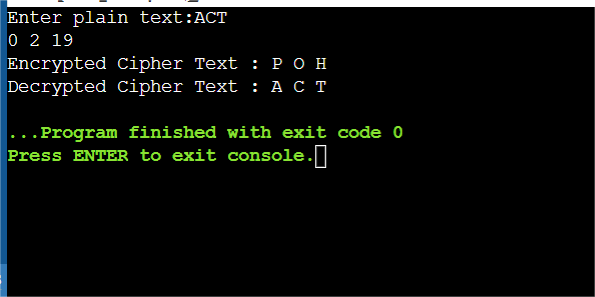 Enter plain text:ACT
0 2 19
Encrypted Cipher Text : P O H
Decrypted Cipher Text : A C T
...Program finished with exit code 0
Press ENTER to exit console.